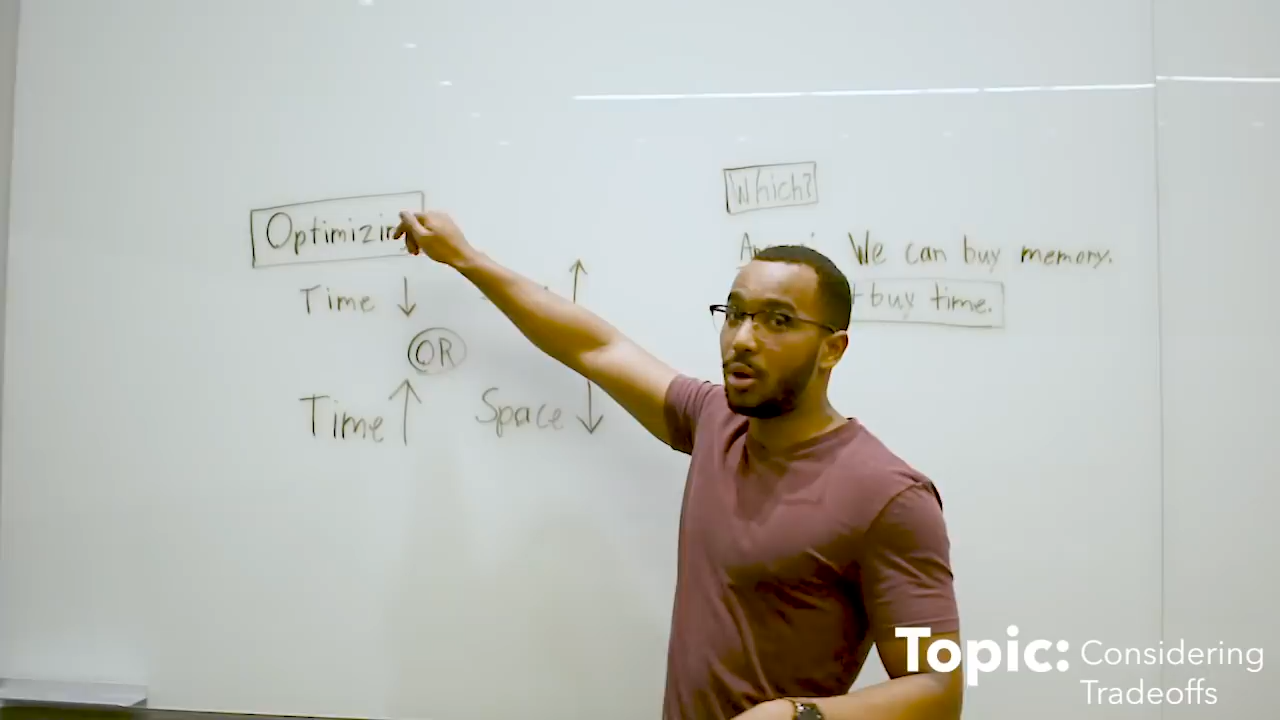 Optimizing
Time ↓ ↑
OR
Time ↑ Space ↓
Which?
We can buy memory.
buy time.
Topic: Considering
Tradeoffs